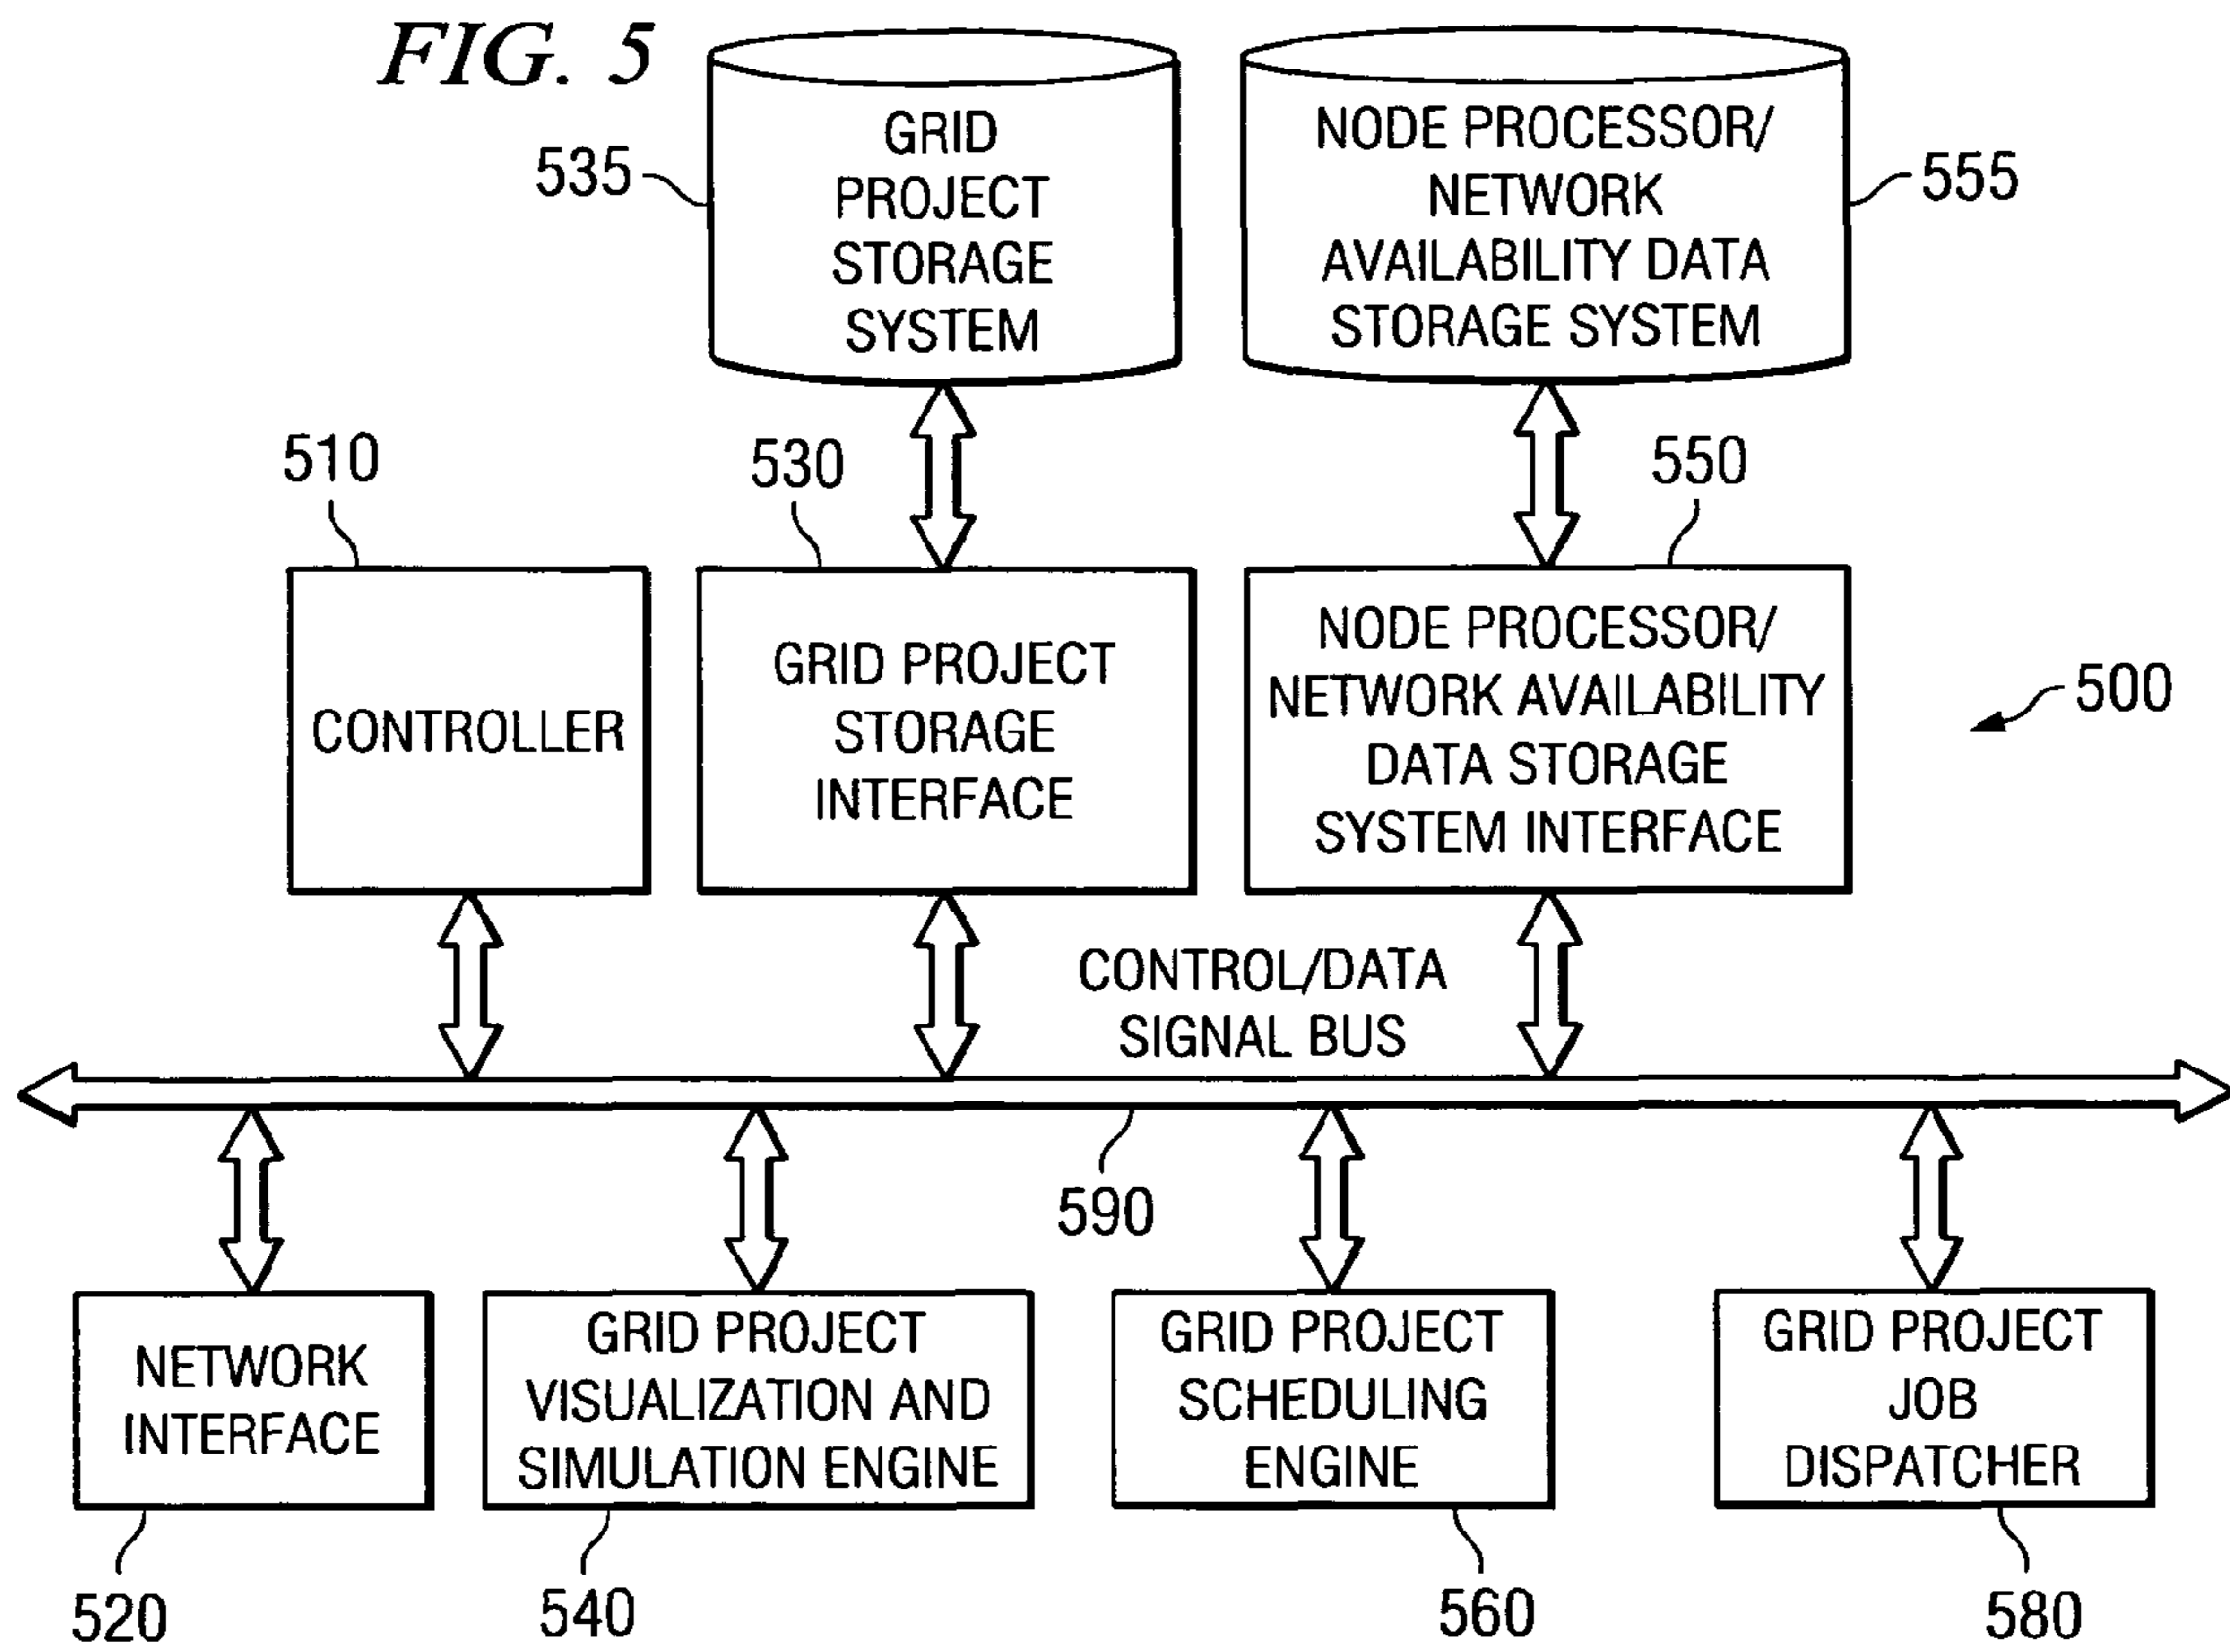 FIG. 5
GRID
PROJECT
STORAGE
SYSTEM
535
NODE PROCESSOR/
NETWORK
AVAILABILITY DATA
STORAGE SYSTEM
555
510
530
550
CONTROLLER
GRID PROJECT
STORAGE
INTERFACE
NODE PROCESSOR/
NETWORK AVAILABILITY
DATA STORAGE
SYSTEM INTERFACE
500
CONTROL/DATA
SIGNAL BUS
590
NETWORK
INTERFACE
GRID PROJECT
VISUALIZATION AND
SIMULATION ENGINE
GRID PROJECT
SCHEDULING
ENGINE
GRID PROJECT
JOB
DISPATCHER
520
540
560
580